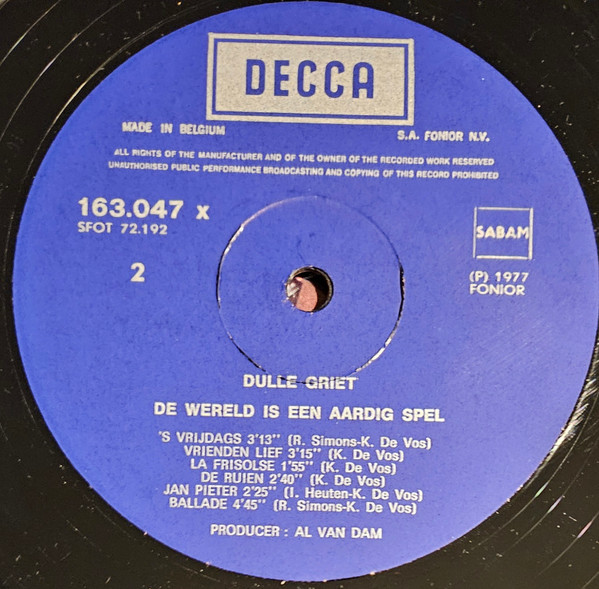 DECCA
MADE IN BELGIUM
S.A. FONIOR N.V.
ALL RIGHTS OF THE MANUFACTURER AND OF THE OWNER OF THE RECORDED WORK RESERVED
UNAUTHORISED PUBLIC PERFORMANCE BROADCASTING AND COPYING OF THIS RECORD PROHIBITED
163.047 x
SFOT 72.192
SABAM
2
(P) 1977
FONIOR
DULLE GRIET
DE WERELD IS EEN AARDIG SPEL
'S VRIJDAGS 3'13" (R. Simons-K. De Vos)
VRIENDEN LIEF 3'15" (K. De Vos)
LA FRISOLSE 1'55" (K. De Vos)
DE RUIEN 2'40" (K. De Vos)
JAN PIETER 2'25" (I. Heuten-K. De Vos)
BALLADE 4'45" (R. Simons-K. De Vos)
PRODUCER : AL VAN DAM